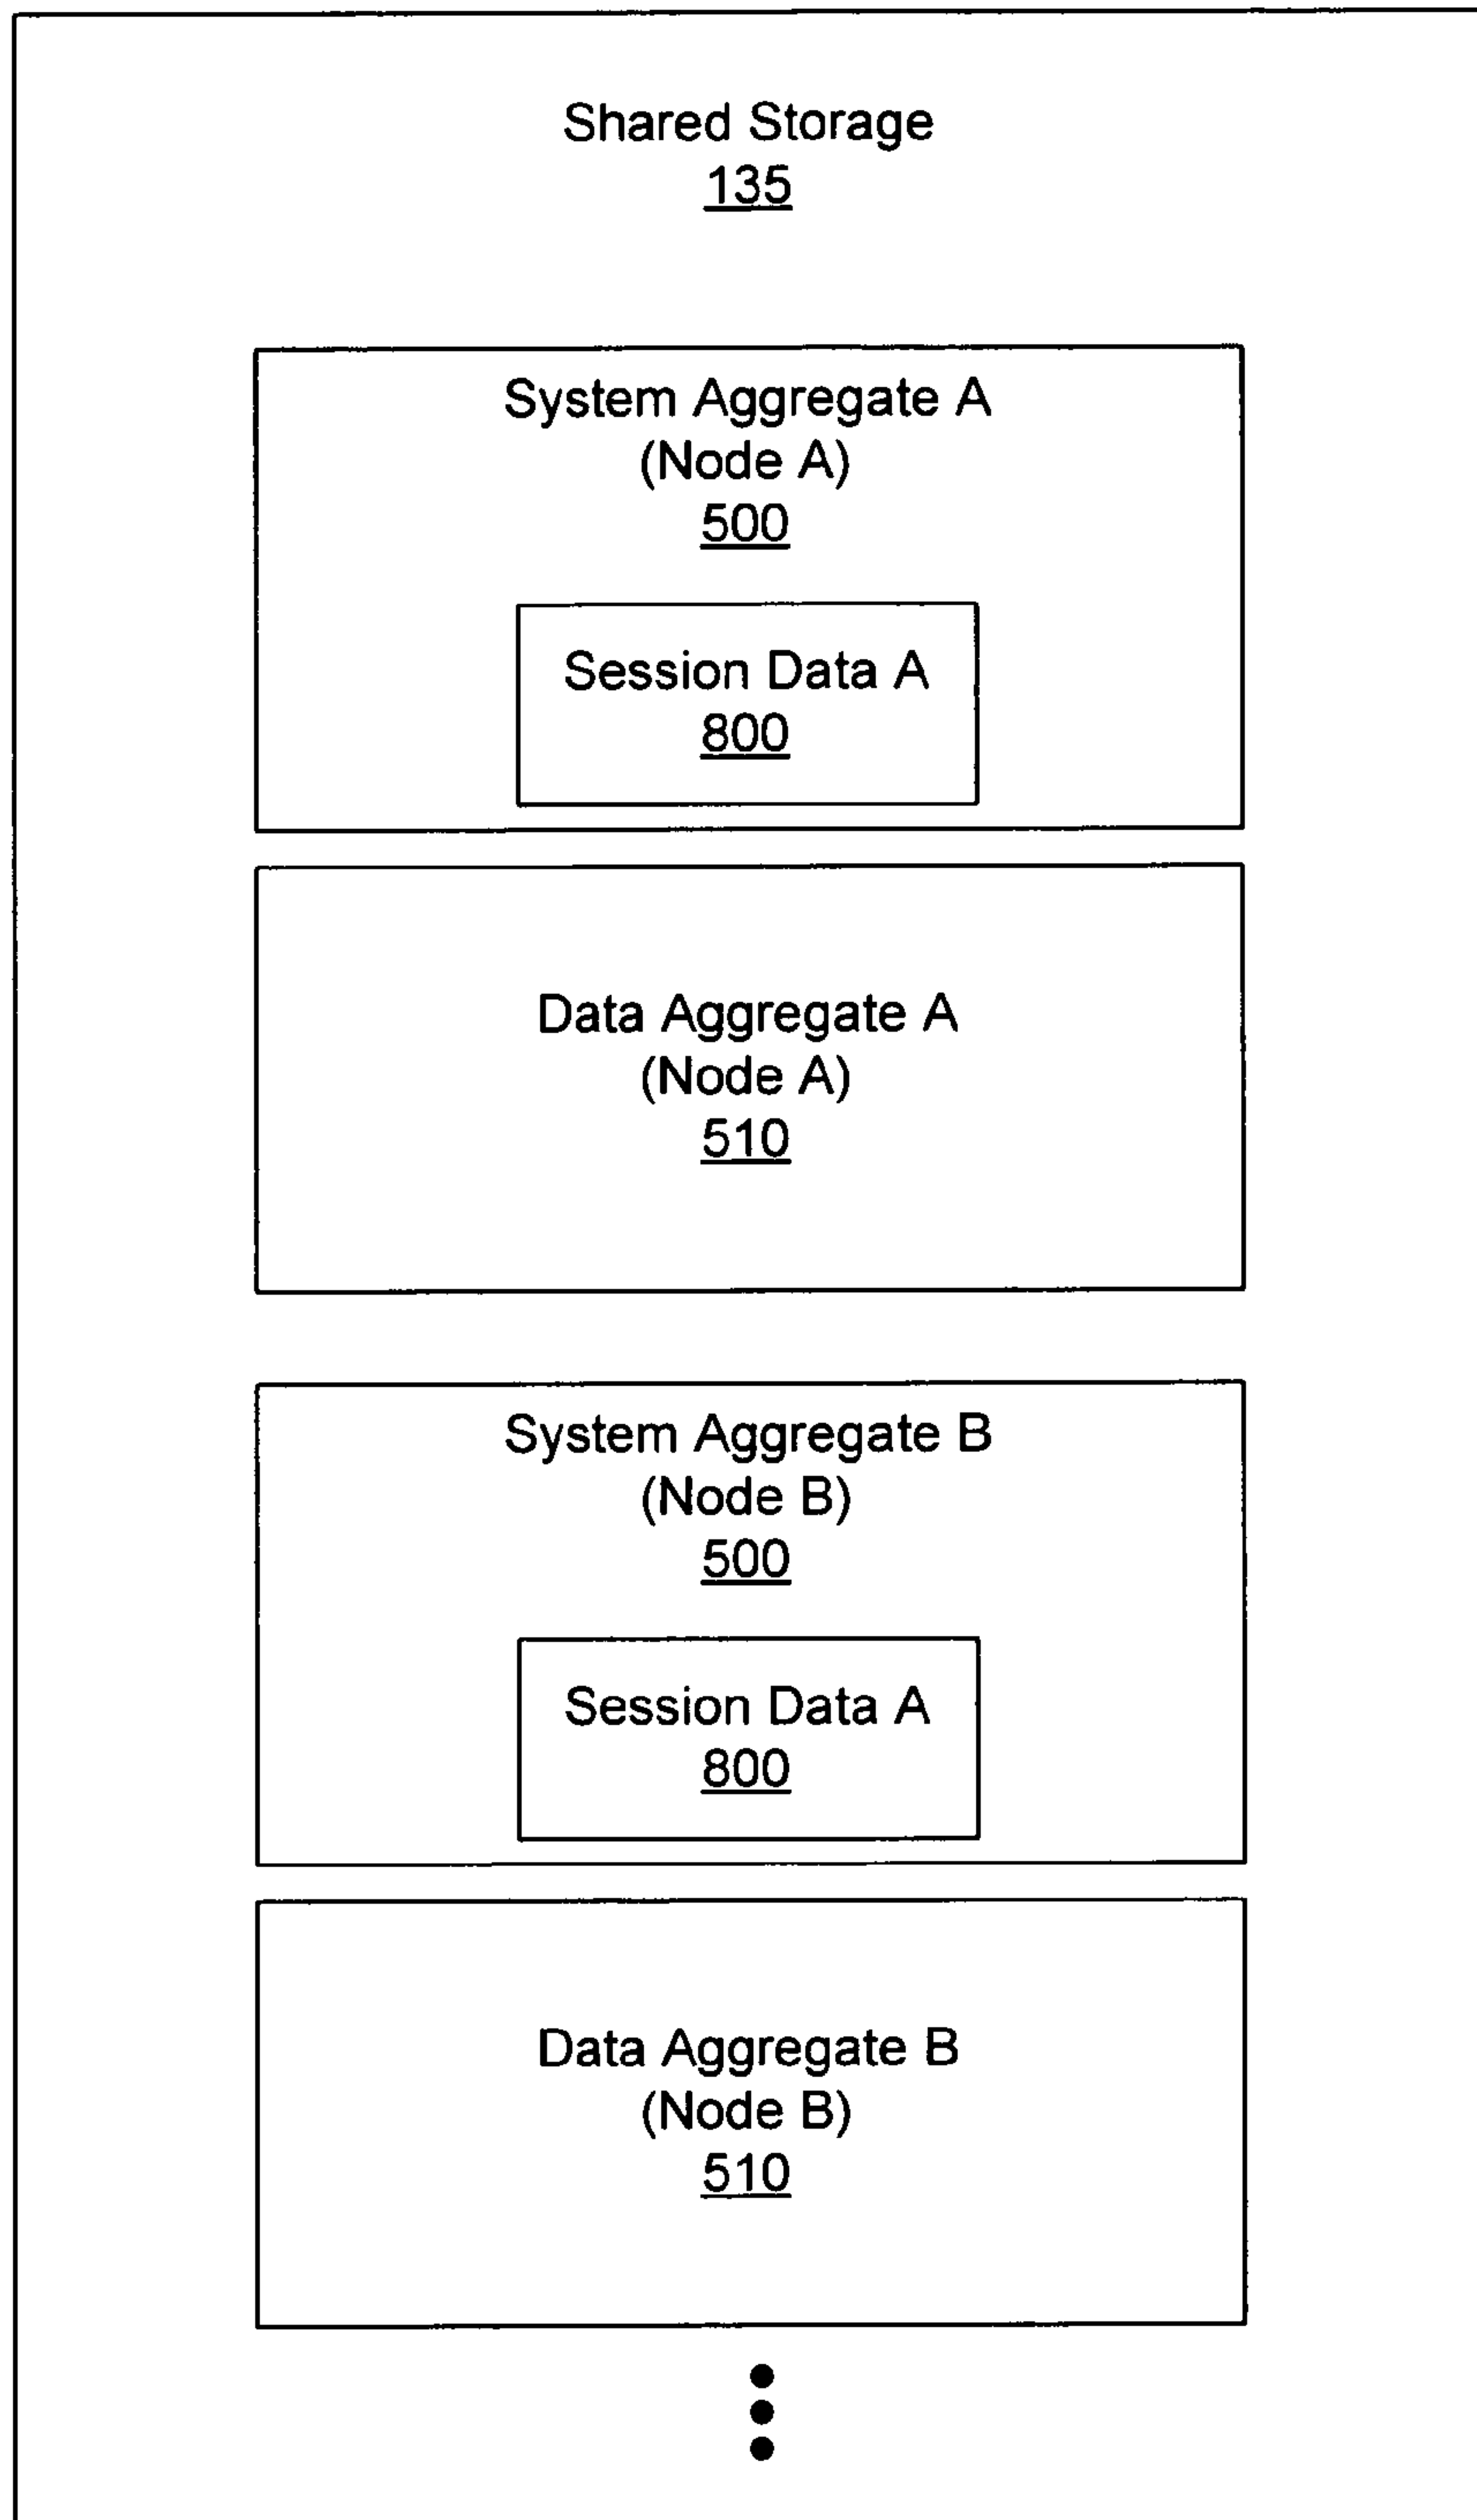 Shared Storage
135
System Aggregate A
(Node A)
500
Session Data A
800
Data Aggregate A
(Node A)
510
System Aggregate B
(Node B)
500
Session Data A
800
Data Aggregate B
(Node B)
510